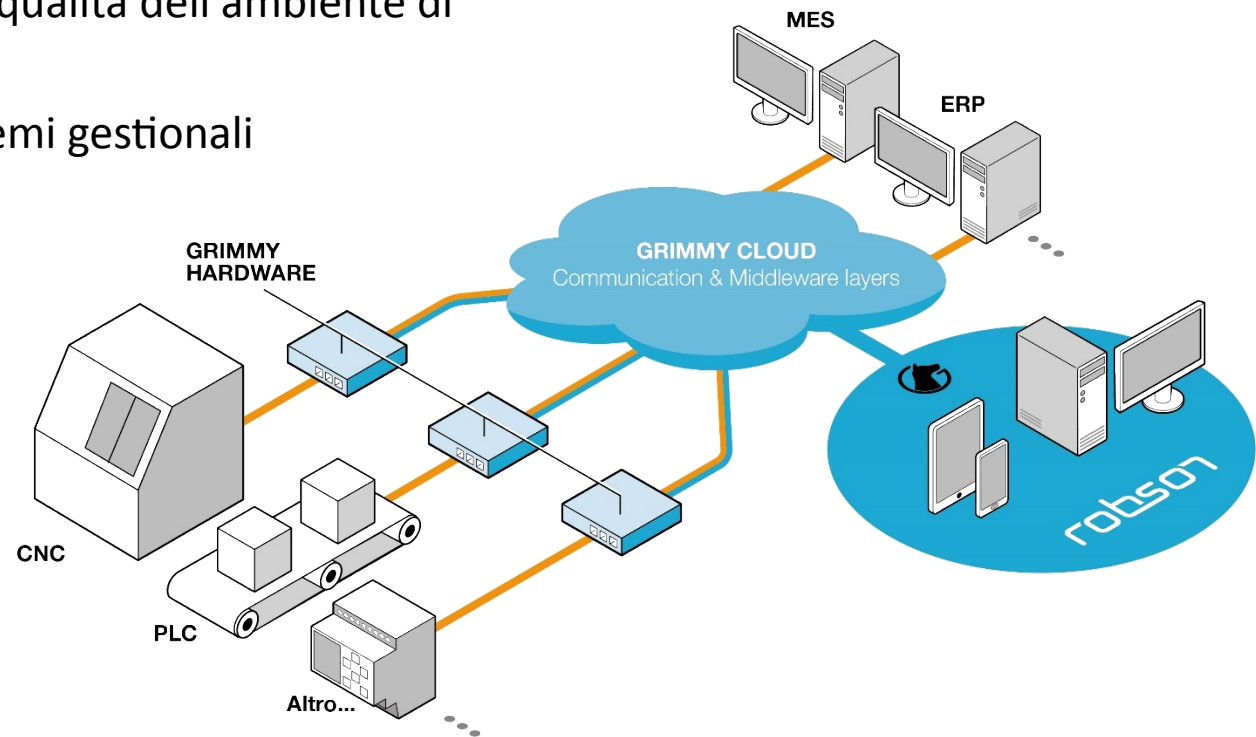 qualità dell'ambiente di
emi gestionali
MES
ERP
GRIMMY
HARDWARE
GRIMMY CLOUD
Communication & Middleware layers
robson
CNC
PLC
Altro...